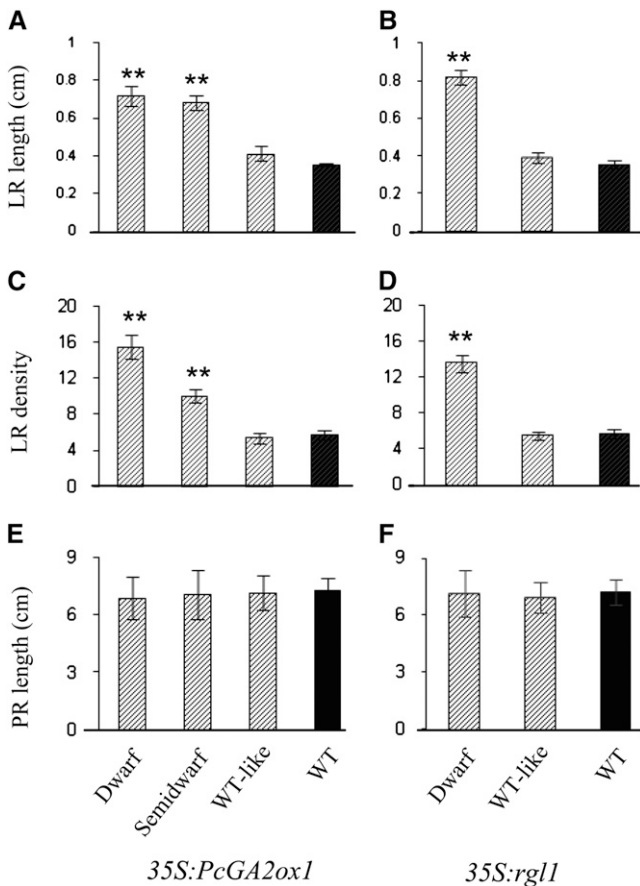 A
B
LR length (cm)
1
0.8
0.6
0.4
0.2
0
** **
1
0.8
0.6
0.4
0.2
0
**
C
D
LR density
20
16
12
8
4
0
**
**
20
16
12
8
4
0
**
E
F
PR length (cm)
9
6
3
0
9
6
3
0
Dwarf
Semidwarf
WT-like
WT
Dwarf
WT-like
WT
35S:PcGA2ox1
35S:rgl1